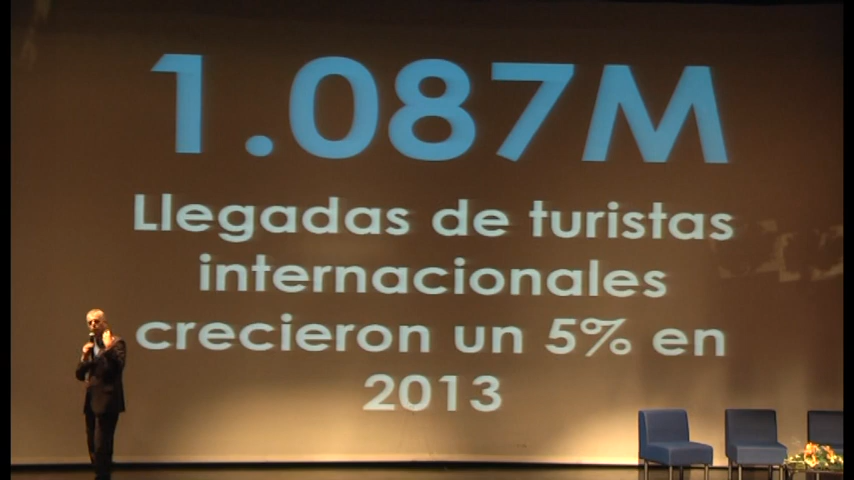 1.087M
Llegadas de turistas
internacionales
crecieron un 5% en
2013